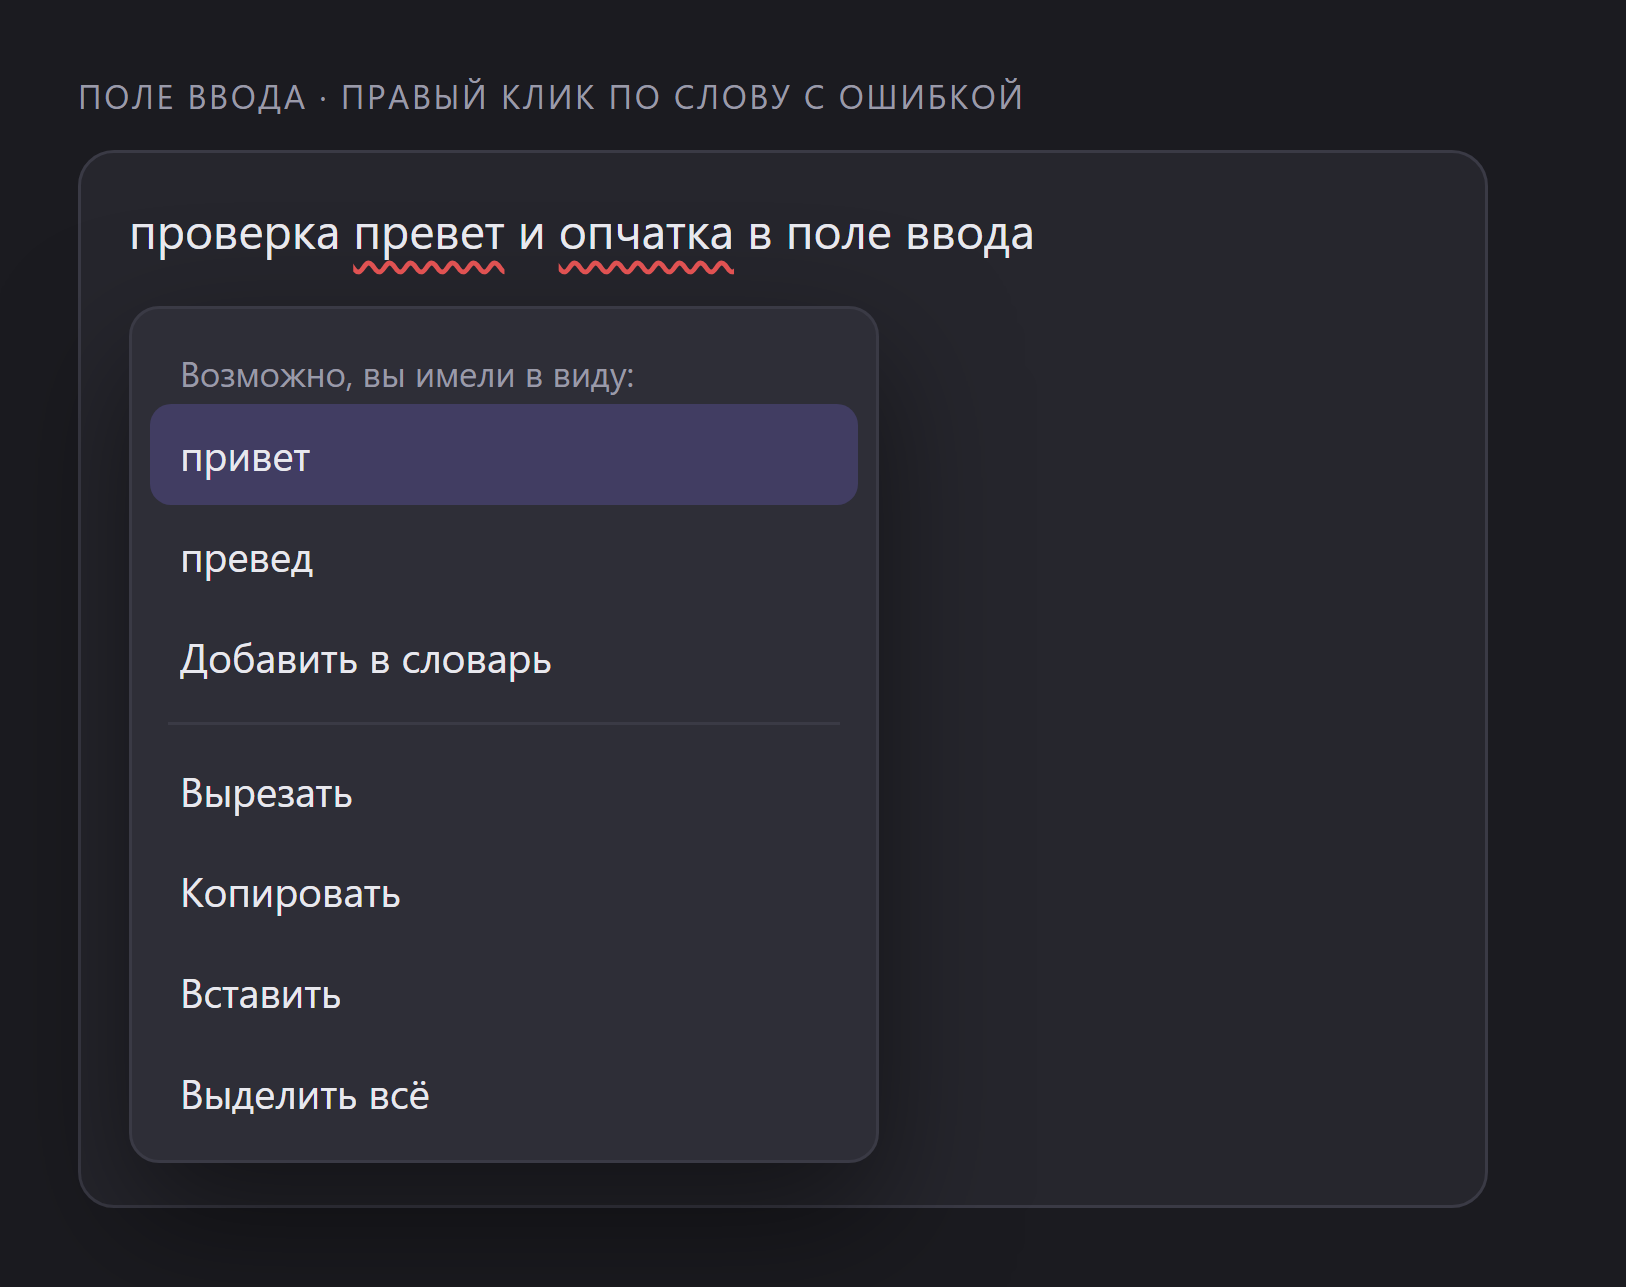 ПОЛЕ ВВОДА · ПРАВЫЙ КЛИК ПО СЛОВУ С ОШИБКОЙ
проверка превет и опчатка в поле ввода
Возможно, вы имели в виду:
привет
превед
Добавить в словарь
Вырезать
Копировать
Вставить
Выделить всё